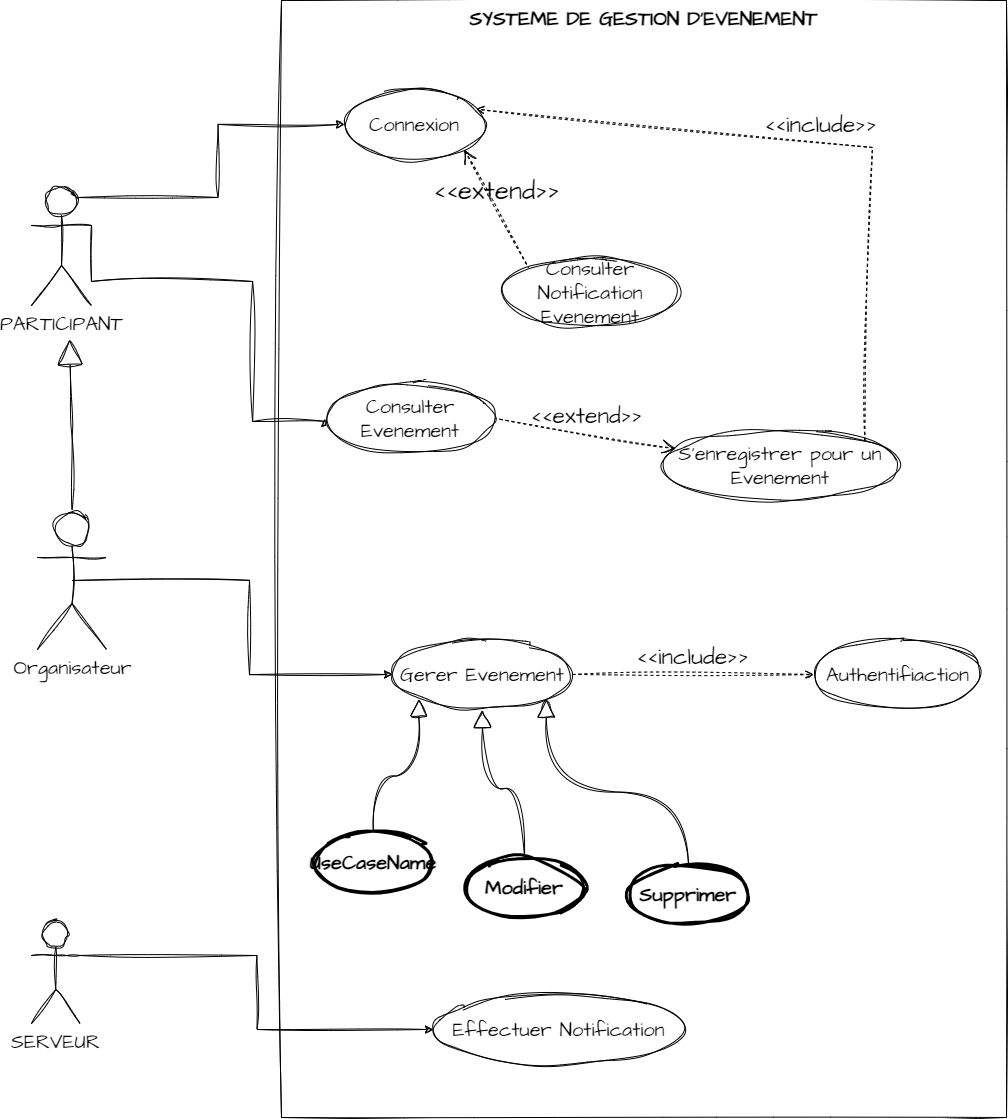 SYSTEME DE GESTION D'EVENEMENT
Connexion
<<include>>
<<extend>>
Consulter
Notification
Evenement
PARTICIPANT
Consulter
Evenement
<<extend>>
S'enregistrer pour un
Evenement
Organisateur
Gerer Evenement
<<include>>
Authentifiaction
UseCaseName
Modifier
Supprimer
SERVEUR
Effectuer Notification